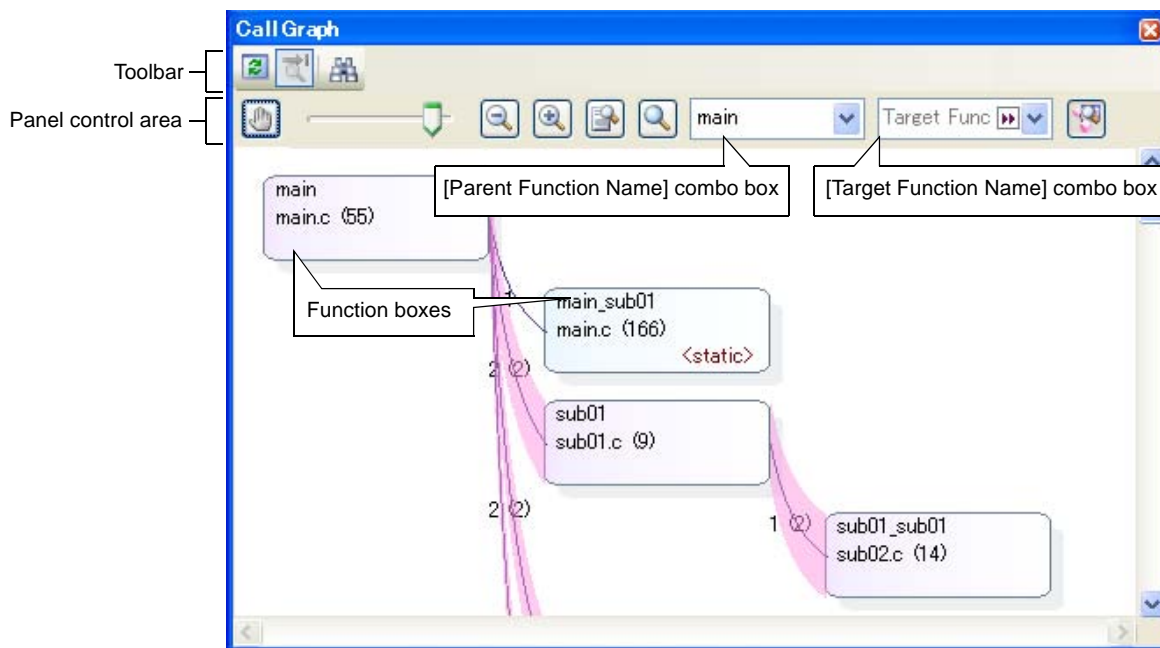 Call Graph
Toolbar
Panel control area
main
Target Func
[Parent Function Name] combo box
[Target Function Name] combo box
main
main.c (55)
Function boxes
1
main_sub01
main.c (166)
<static>
2 (2)
sub01
sub01.c (9)
2 (2)
1 (2)
sub01_sub01
sub02.c (14)